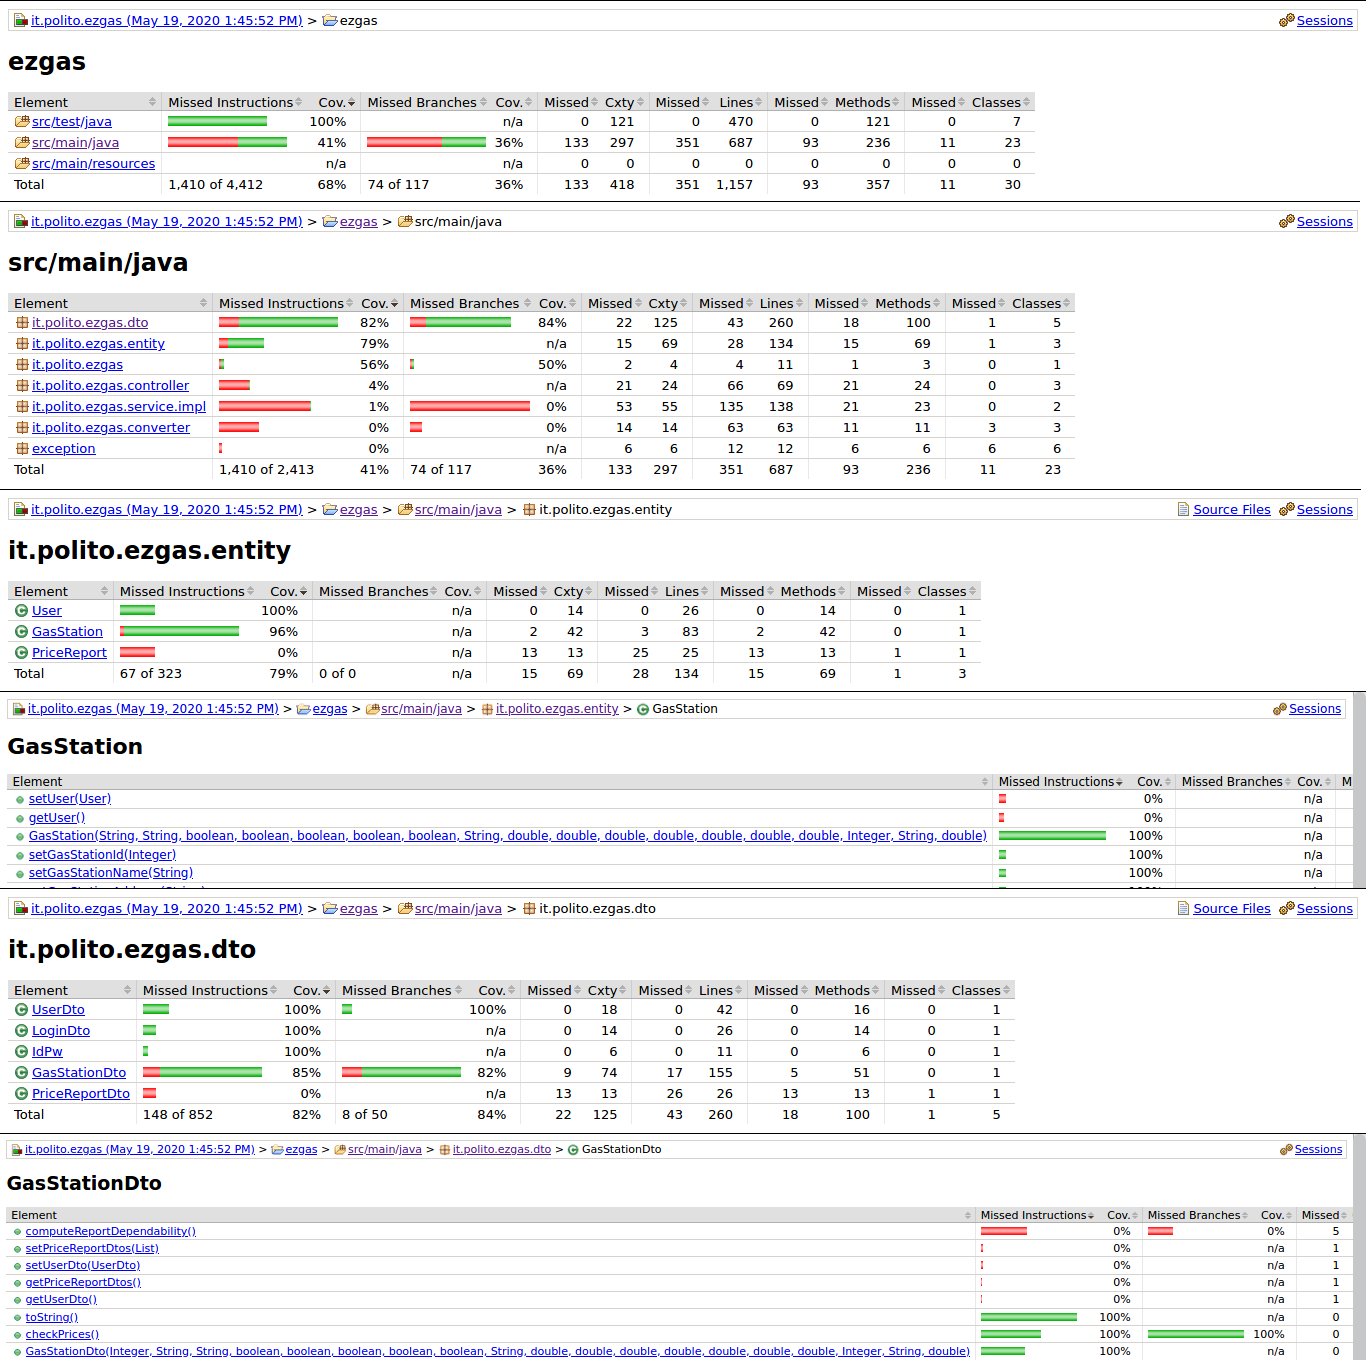 it.polito.ezgas (May 19, 2020 1:45:52 PM) > ezgas Sessions
ezgas
Element Missed Instructions Cov. Missed Branches Cov. Missed Cxty Missed Lines Missed Methods Missed Classes
src/test/java 100% n/a 0 121 0 470 0 121 0 7
src/main/java 41% 36% 133 297 351 687 93 236 11 23
src/main/resources n/a n/a 0 0 0 0 0 0 0 0
Total 1,410 of 4,412 68% 74 of 117 36% 133 418 351 1,157 93 357 11 30
it.polito.ezgas (May 19, 2020 1:45:52 PM) > ezgas > src/main/java Sessions
src/main/java
Element Missed Instructions Cov. Missed Branches Cov. Missed Cxty Missed Lines Missed Methods Missed Classes
it.polito.ezgas.dto 82% 84% 22 125 43 260 18 100 1 5
it.polito.ezgas.entity 79% n/a 15 69 28 134 15 69 1 3
it.polito.ezgas 56% 50% 2 4 4 11 1 3 0 1
it.polito.ezgas.controller 4% n/a 21 24 66 69 21 24 0 3
it.polito.ezgas.service.impl 1% 0% 53 55 135 138 21 23 0 2
it.polito.ezgas.converter 0% 0% 14 14 63 63 11 11 3 3
exception 0% n/a 6 6 12 12 6 6 6 6
Total 1,410 of 2,413 41% 74 of 117 36% 133 297 351 687 93 236 11 23
it.polito.ezgas (May 19, 2020 1:45:52 PM) > ezgas > src/main/java > it.polito.ezgas.entity Source Files Sessions
it.polito.ezgas.entity
Element Missed Instructions Cov. Missed Branches Cov. Missed Cxty Missed Lines Missed Methods Missed Classes
User 100% n/a 0 14 0 26 0 14 0 1
GasStation 96% n/a 2 42 3 83 2 42 0 1
PriceReport 0% n/a 13 13 25 25 13 13 1 1
Total 67 of 323 79% 0 of 0 n/a 15 69 28 134 15 69 1 3
it.polito.ezgas (May 19, 2020 1:45:52 PM) > ezgas > src/main/java > it.polito.ezgas.entity > GasStation Sessions
GasStation
Element Missed Instructions Cov. Missed Branches Cov. M
setUser(User) 0% n/a
getUser() 0% n/a
GasStation(String, String, boolean, boolean, boolean, boolean, boolean, String, double, double, double, double, double, double, double, Integer, String, double) 100% n/a
setGasStationId(Integer) 100% n/a
setGasStationName(String) 100% n/a
it.polito.ezgas (May 19, 2020 1:45:52 PM) > ezgas > src/main/java > it.polito.ezgas.dto Source Files Sessions
it.polito.ezgas.dto
Element Missed Instructions Cov. Missed Branches Cov. Missed Cxty Missed Lines Missed Methods Missed Classes
UserDto 100% 100% 0 18 0 42 0 16 0 1
LoginDto 100% n/a 0 14 0 26 0 14 0 1
IdPw 100% n/a 0 6 0 11 0 6 0 1
GasStationDto 85% 82% 9 74 17 155 5 51 0 1
PriceReportDto 0% n/a 13 13 26 26 13 13 1 1
Total 148 of 852 82% 8 of 50 84% 22 125 43 260 18 100 1 5
it.polito.ezgas (May 19, 2020 1:45:52 PM) > ezgas > src/main/java > it.polito.ezgas.dto > GasStationDto Sessions
GasStationDto
Element Missed Instructions Cov. Missed Branches Cov. Missed
computeReportDependability() 0% 0% 5
setPriceReportDtos(List) 0% n/a 1
setUserDto(UserDto) 0% n/a 1
getPriceReportDtos() 0% n/a 1
getUserDto() 0% n/a 1
toString() 100% n/a 0
checkPrices() 100% 100% 0
GasStationDto(Integer, String, String, boolean, boolean, boolean, boolean, boolean, String, double, double, double, double, double, double, double, Integer, String, double) 100% n/a 0